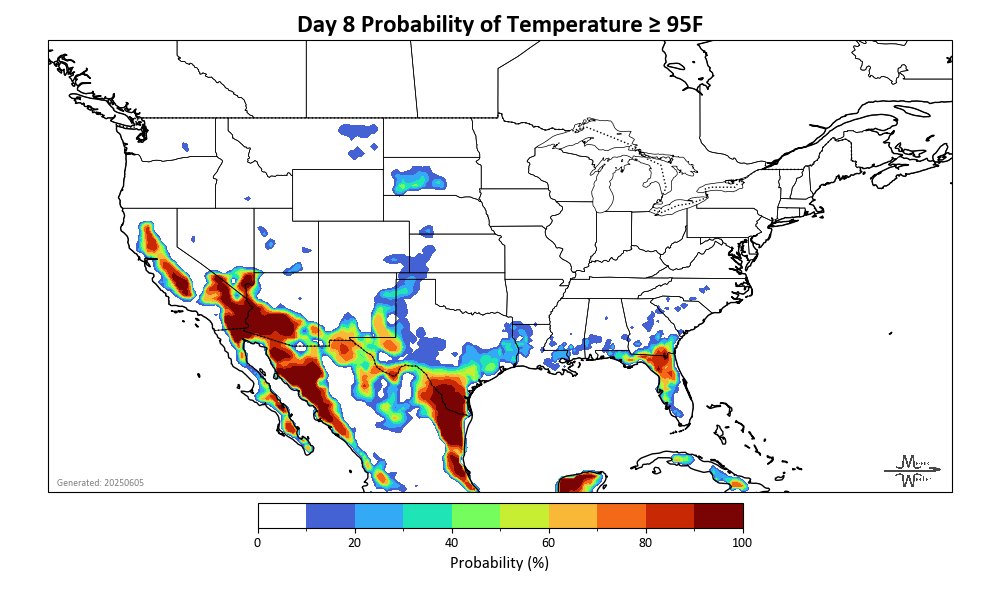 Day 8 Probability of Temperature ≥ 95F
Generated: 20250605
0 20 40 60 80 100
Probability (%)